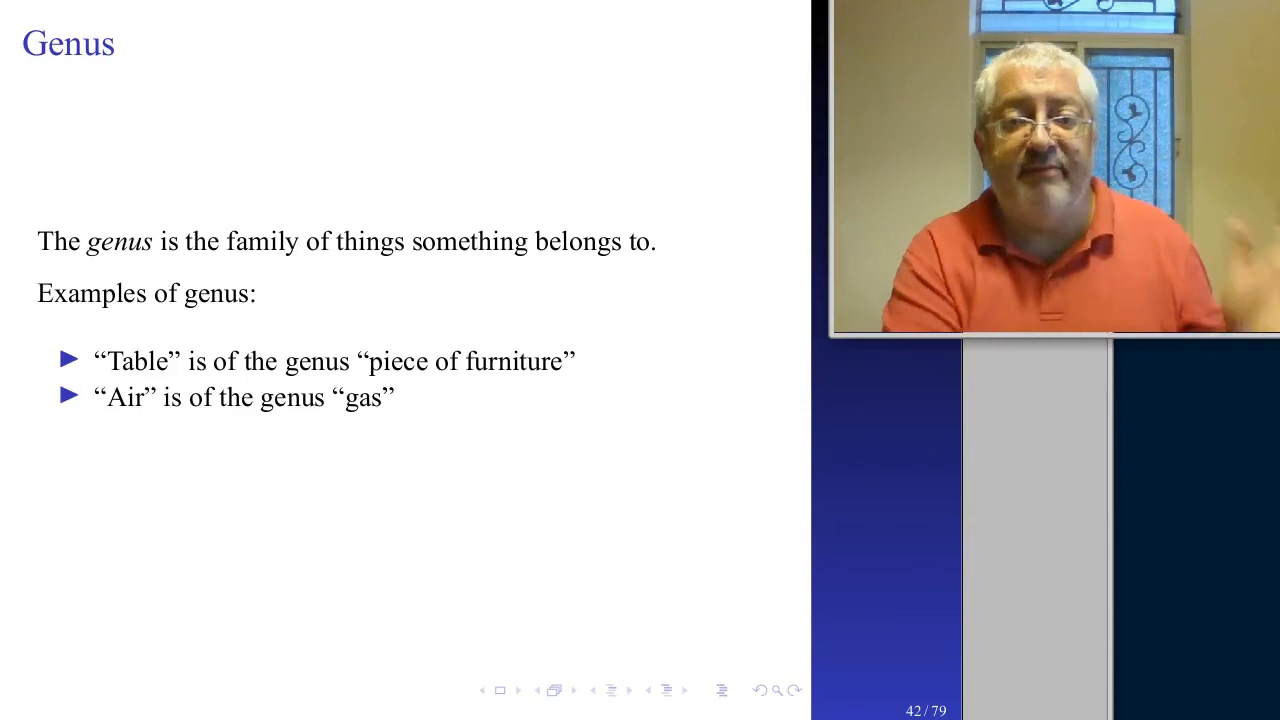 Genus
The genus is the family of things something belongs to.
Examples of genus:
“Table” is of the genus “piece of furniture”
“Air” is of the genus “gas”
42 / 79